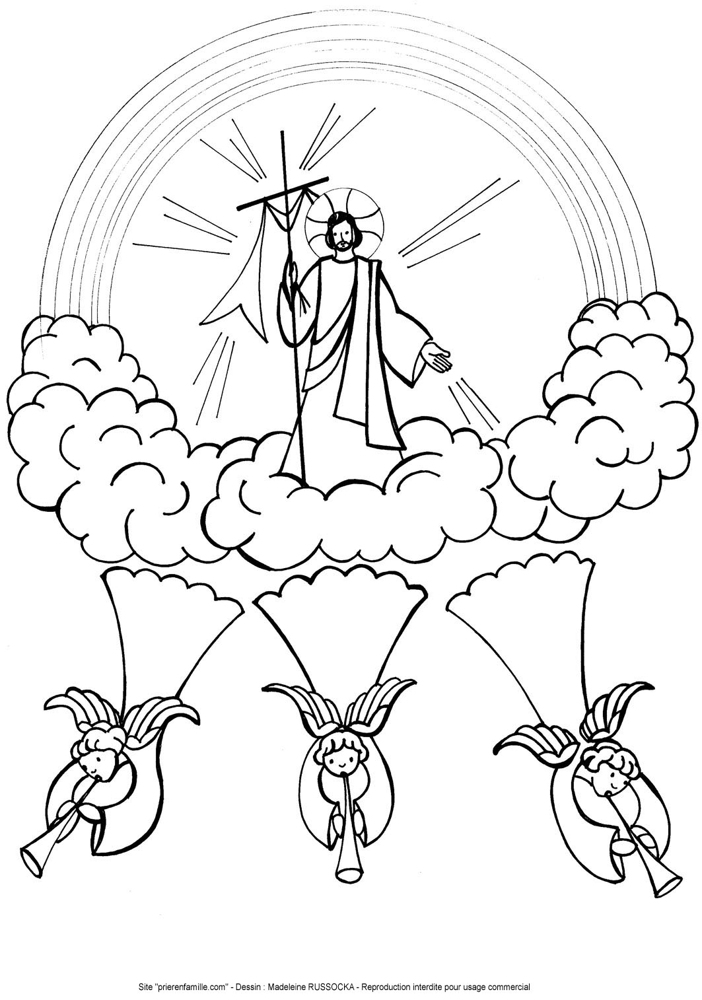 Site "prierenfamille.com" - Dessin : Madeleine RUSSOCKA - Reproduction interdite pour usage commercial